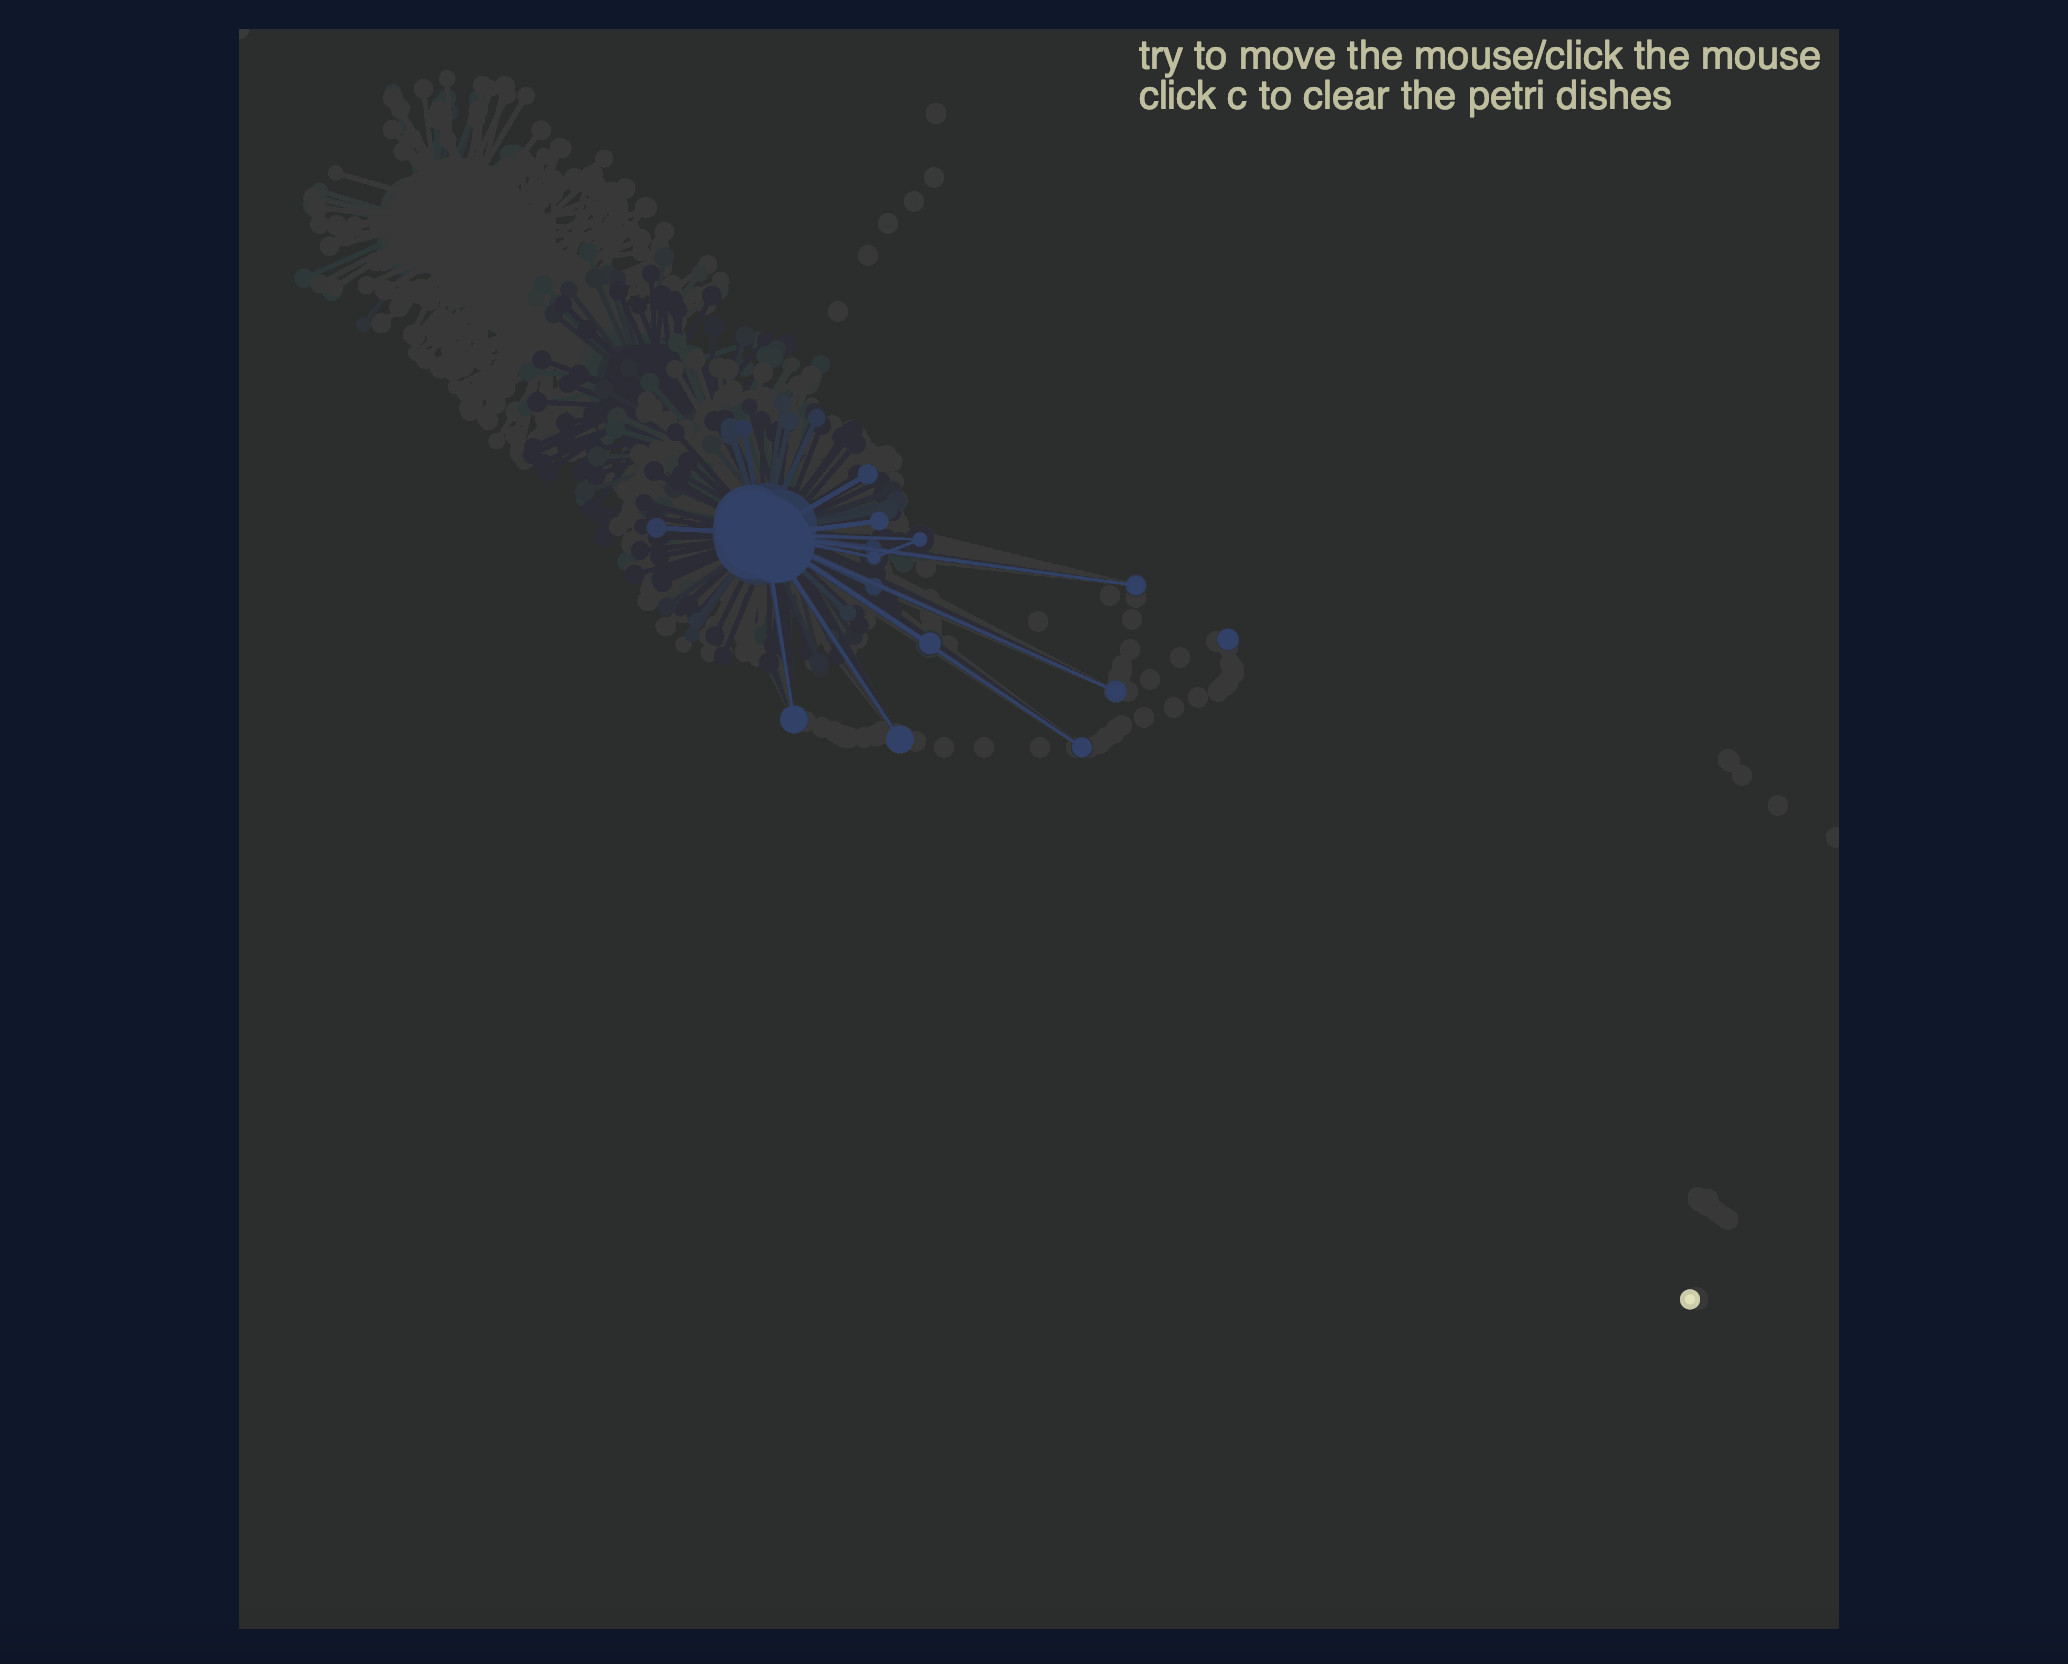 try to move the mouse/click the mouse
click c to clear the petri dishes